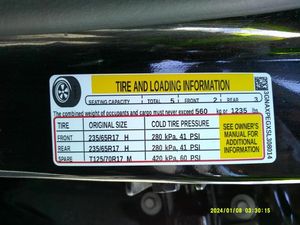 TIRE AND LOADING INFORMATION
SEATING CAPACITY TOTAL 5 FRONT 2 REAR 3
The combined weight of occupants and cargo must never exceed 560 kg or 1235 lbs.
TIRE ORIGINAL SIZE COLD TIRE PRESSURE
FRONT 235/65R17 H 280 kPa, 41 PSI
REAR 235/65R17 H 280 kPa, 41 PSI
SPARE T125/70R17 M 420 kPa, 60 PSI
SEE OWNER'S
MANUAL FOR
ADDITIONAL
INFORMATION
3GNAXPEGXSL308014
2024/01/08 03:30:15